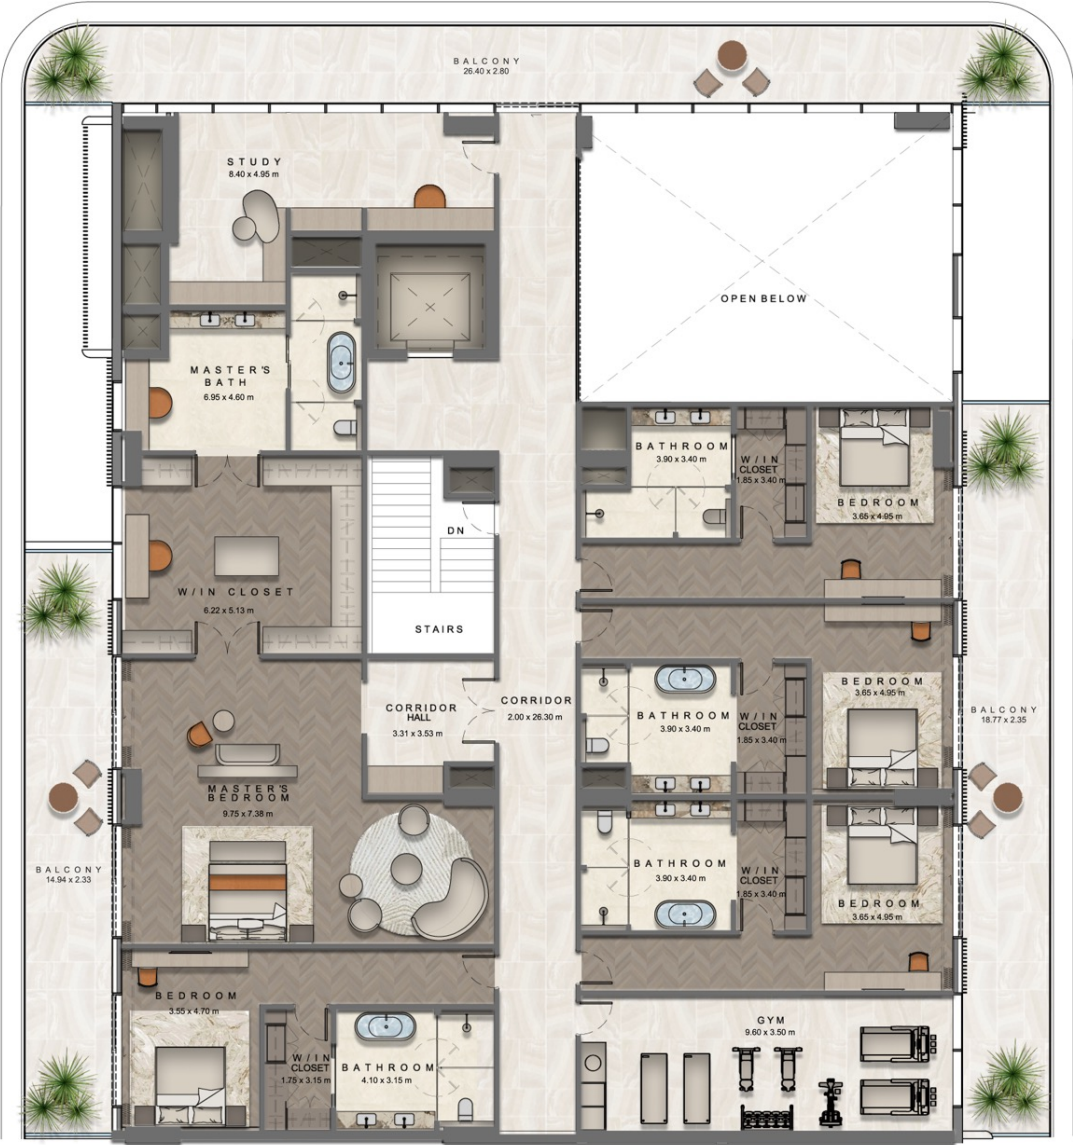 BALCONY
26.40 x 2.80
STUDY
8.40 x 4.95 m
OPEN BELOW
MASTER'S
BATH
6.95 x 4.60 m
BATHROOM
3.90 x 3.40 m
W/IN
CLOSET
1.85 x 3.40 m
BEDROOM
3.65 x 4.95 m
DN
W/IN CLOSET
6.22 x 5.13 m
STAIRS
CORRIDOR
HALL
3.31 x 3.53 m
CORRIDOR
2.00 x 26.30 m
BATHROOM
3.90 x 3.40 m
W/IN
CLOSET
1.85 x 3.40 m
BEDROOM
3.65 x 4.95 m
BALCONY
18.77 x 2.35
MASTER'S
BEDROOM
9.75 x 7.38 m
BALCONY
14.94 x 2.33
BATHROOM
3.90 x 3.40 m
W/IN
CLOSET
1.85 x 3.40 m
BEDROOM
3.65 x 4.95 m
BEDROOM
3.55 x 4.70 m
W/IN
CLOSET
1.75 x 3.15 m
BATHROOM
4.10 x 3.15 m
GYM
9.60 x 3.50 m